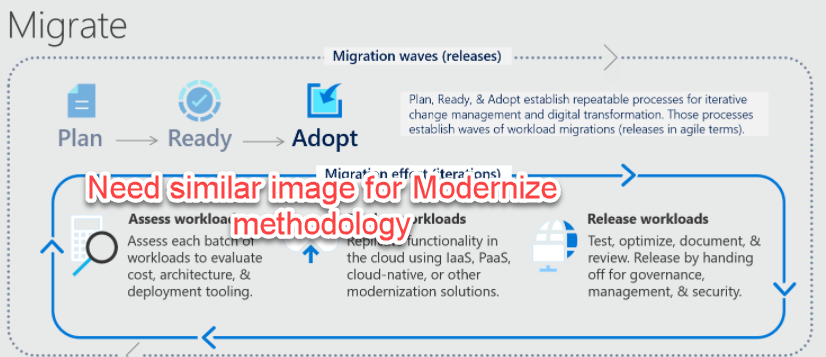 Migrate
Migration waves (releases)
Plan
Ready
Adopt
Plan, Ready, & Adopt establish repeatable processes for iterative
change management and digital transformation. Those processes
establish waves of workload migrations (releases in agile terms).
Migration effort (iterations)
Need similar image for Modernize
methodology
Assess workloads
Assess each batch of
workloads to evaluate
cost, architecture, &
deployment tooling.
workloads
Replicate functionality in
the cloud using IaaS, PaaS,
cloud-native, or other
modernization solutions.
Release workloads
Test, optimize, document, &
review. Release by handing
off for governance,
management, & security.